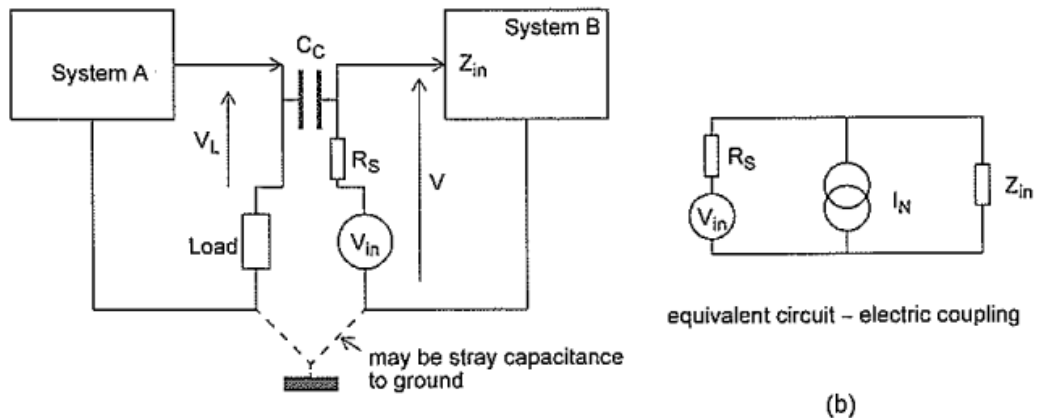 System A
C_C
System B
Z_in
V_L
R_S
V
Load
V_in
may be stray capacitance
to ground
R_S
V_in
I_N
Z_in
equivalent circuit – electric coupling
(b)